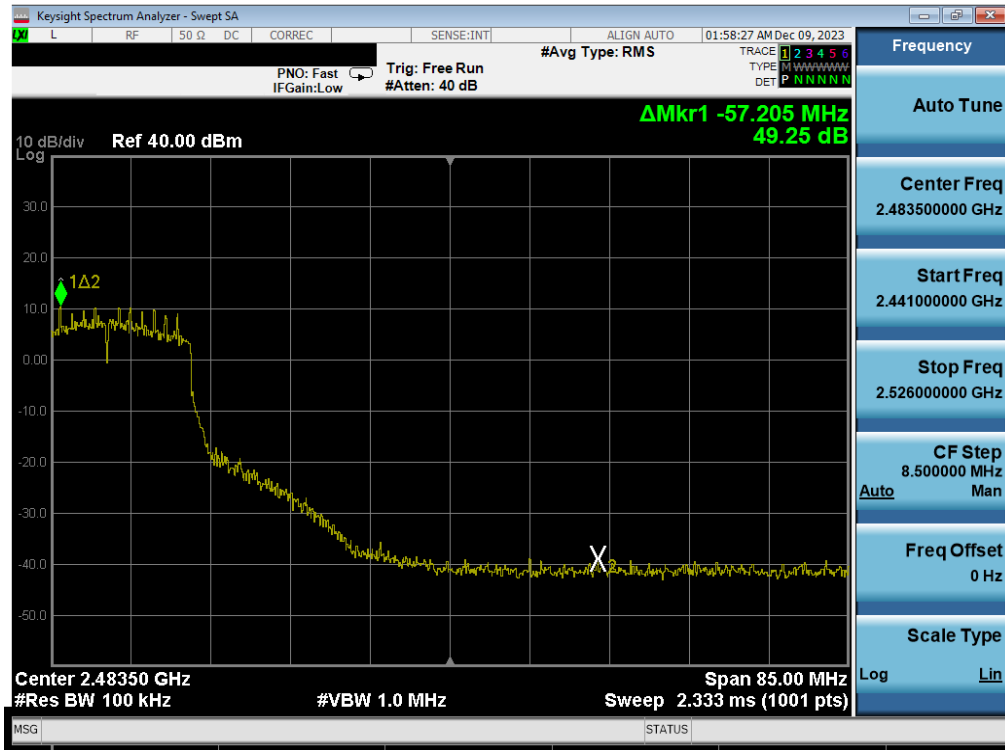 Keysight Spectrum Analyzer - Swept SA
LXI L RF 50 Ω DC CORREC SENSE:INT ALIGN AUTO 01:58:27 AM Dec 09, 2023
PNO: Fast
IFGain:Low
Trig: Free Run
#Atten: 40 dB
#Avg Type: RMS
TRACE 1 2 3 4 5 6
TYPE M WWWWW
DET P N N N N N
ΔMkr1 -57.205 MHz
49.25 dB
10 dB/div Ref 40.00 dBm
Log
30.0
20.0
1Δ2
10.0
0.00
-10.0
-20.0
-30.0
-40.0
X2
-50.0
Center 2.48350 GHz Span 85.00 MHz
#Res BW 100 kHz #VBW 1.0 MHz Sweep 2.333 ms (1001 pts)
MSG STATUS
Frequency
Auto Tune
Center Freq
2.483500000 GHz
Start Freq
2.441000000 GHz
Stop Freq
2.526000000 GHz
CF Step
8.500000 MHz
Auto Man
Freq Offset
0 Hz
Scale Type
Log Lin